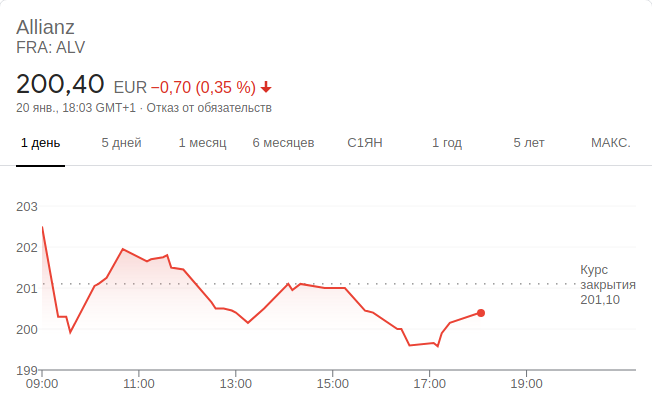 Allianz
FRA: ALV
200,40 EUR −0,70 (0,35 %)
20 янв., 18:03 GMT+1 · Отказ от обязательств
1 день 5 дней 1 месяц 6 месяцев С1ЯН 1 год 5 лет МАКС.
203
202
201
200
199
Курс
закрытия
201,10
09:00 11:00 13:00 15:00 17:00 19:00